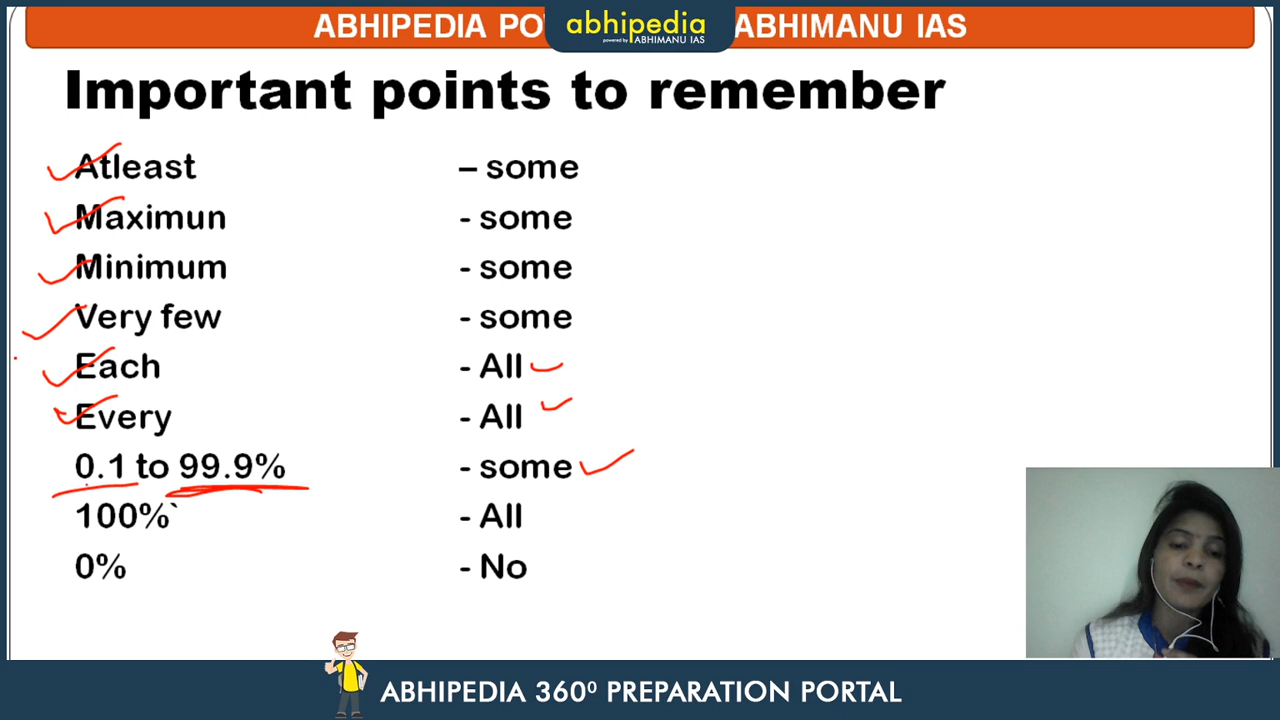 ABHIPEDIA PO abhipedia ABHIMANU IAS
powered by ABHIMANU IAS
Important points to remember
Atleast – some
Maximun - some
Minimum - some
Very few - some
Each - All
Every - All
0.1 to 99.9% - some
100%` - All
0% - No
ABHIPEDIA 360⁰ PREPARATION PORTAL